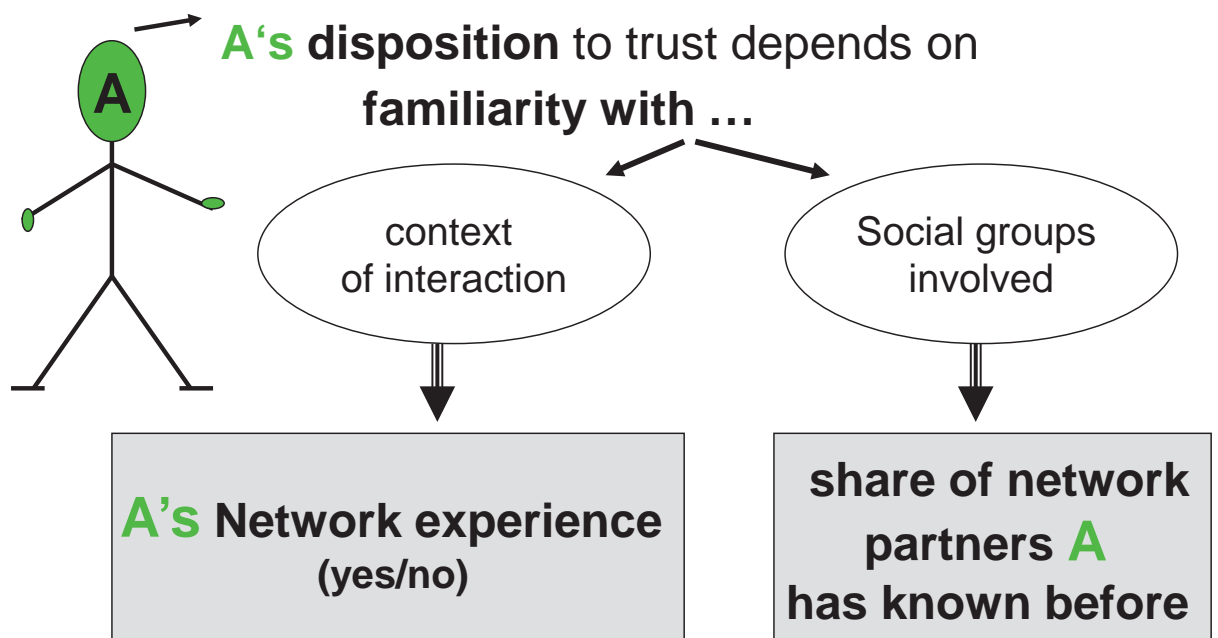 A‘s disposition to trust depends on
familiarity with …
A
context
of interaction
Social groups
involved
A’s Network experience
(yes/no)
share of network
partners A
has known before